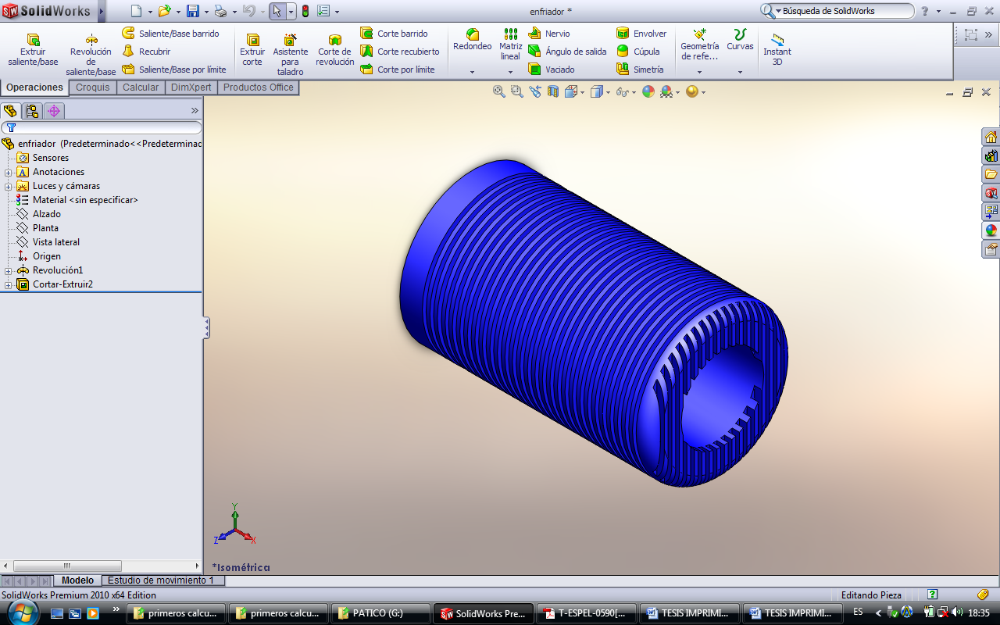 SolidWorks
enfriador *
Búsqueda de SolidWorks
?
Extruir
saliente/base
Revolución
de
saliente/base
Saliente/Base barrido
Recubrir
Saliente/Base por límite
Extruir
corte
Asistente
para
taladro
Corte de
revolución
Corte barrido
Corte recubierto
Corte por límite
Redondeo
Matriz
lineal
Nervio
Ángulo de salida
Vaciado
Envolver
Cúpula
Simetría
Geometría
de refe...
Curvas
Instant
3D
Operaciones
Croquis
Calcular
DimXpert
Productos Office
enfriador (Predeterminado<<Predeterminad
Sensores
Anotaciones
Luces y cámaras
Material <sin especificar>
Alzado
Planta
Vista lateral
Origen
Revolución1
Cortar-Extruir2
Y
Z
X
*Isométrica
Modelo
Estudio de movimiento 1
SolidWorks Premium 2010 x64 Edition
Editando Pieza
?
»
primeros calcu...
primeros calcu...
PATICO (G:)
SolidWorks Pre...
T-ESPEL-0590[...
TESIS IMPRIMI...
TESIS IMPRIMI...
ES
18:35